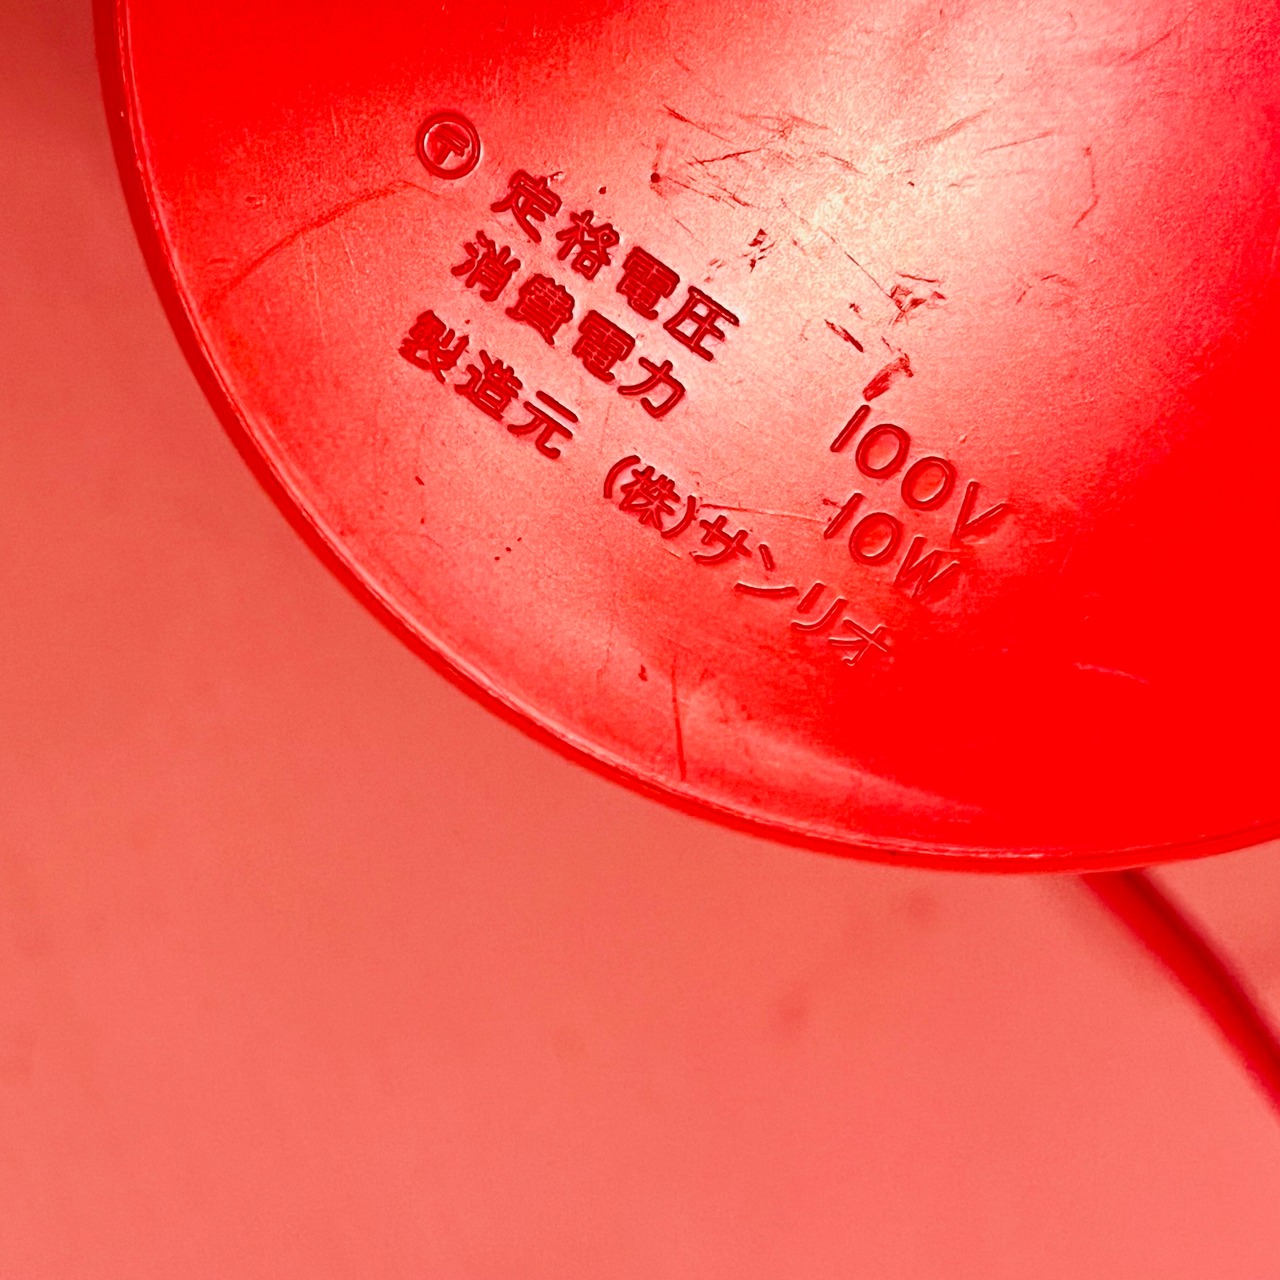 〒
定格電圧 100V
消費電力 10W
製造元 (株)サンリオ